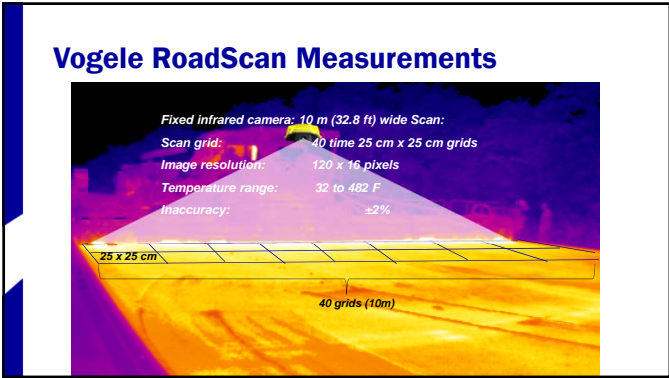 Vogele RoadScan Measurements
Fixed infrared camera: 10 m (32.8 ft) wide Scan:
Scan grid: 40 time 25 cm x 25 cm grids
Image resolution: 120 x 16 pixels
Temperature range: 32 to 482 F
Inaccuracy: ±2%
25 x 25 cm
40 grids (10m)